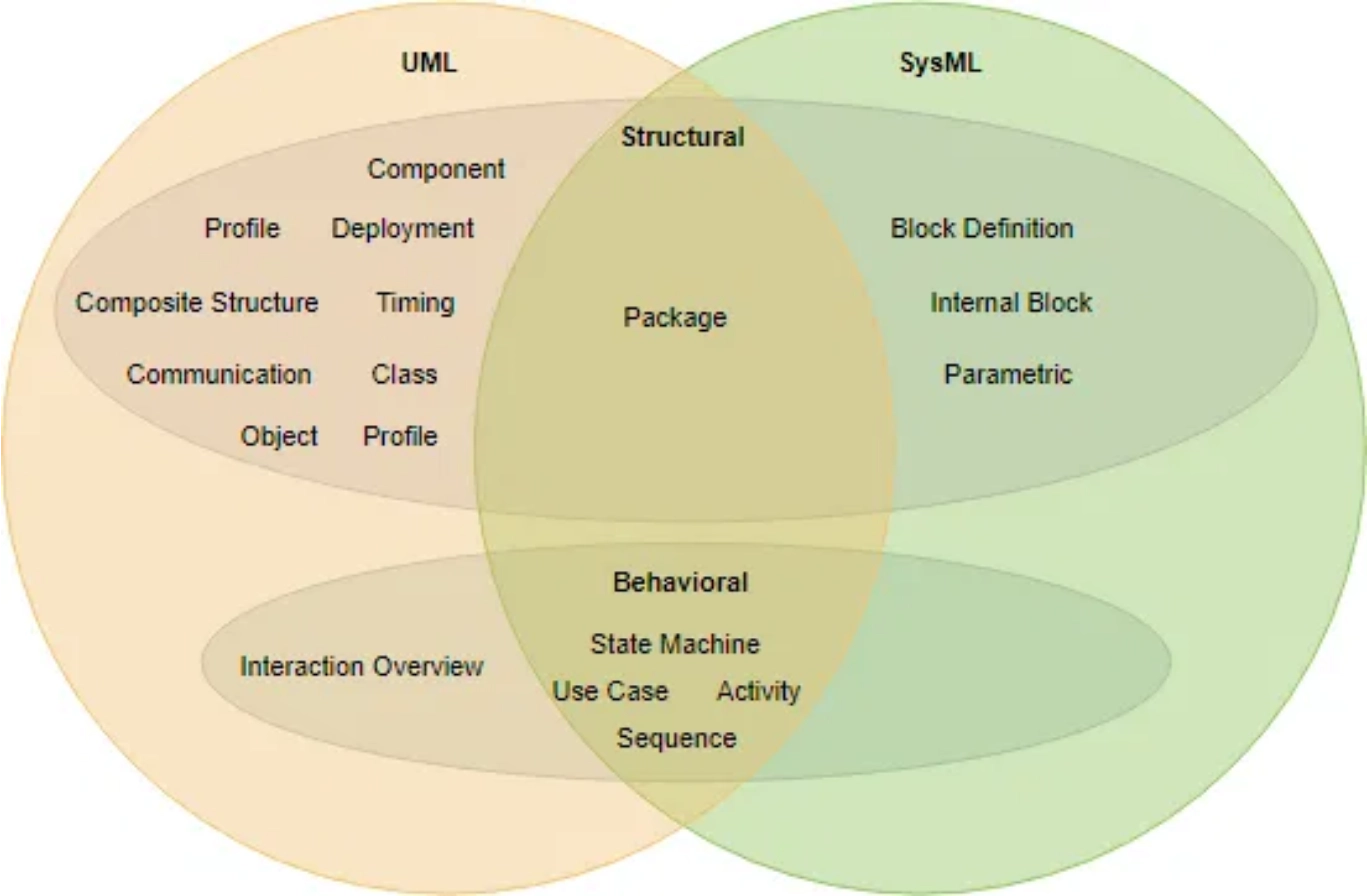 UML
SysML
Structural
Component
Profile
Deployment
Block Definition
Composite Structure
Timing
Package
Internal Block
Communication
Class
Parametric
Object
Profile
Behavioral
State Machine
Interaction Overview
Use Case
Activity
Sequence